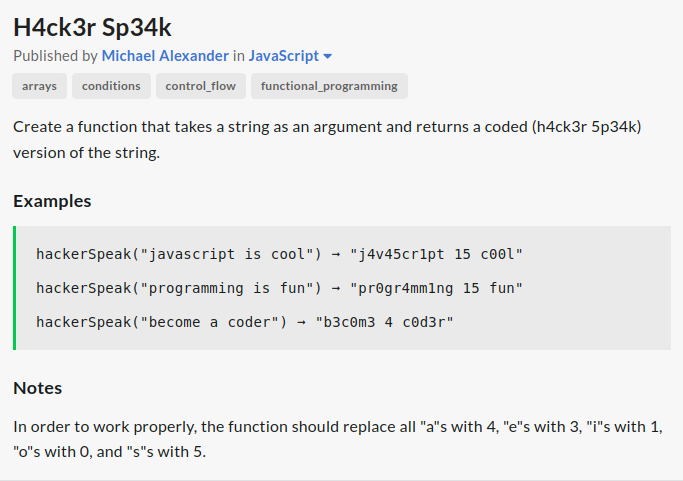 H4ck3r Sp34k
Published by Michael Alexander in JavaScript
arrays conditions control_flow functional_programming
Create a function that takes a string as an argument and returns a coded (h4ck3r 5p34k)
version of the string.
Examples
hackerSpeak("javascript is cool") → "j4v45cr1pt 15 c00l"
hackerSpeak("programming is fun") → "pr0gr4mm1ng 15 fun"
hackerSpeak("become a coder") → "b3c0m3 4 c0d3r"
Notes
In order to work properly, the function should replace all "a"s with 4, "e"s with 3, "i"s with 1,
"o"s with 0, and "s"s with 5.